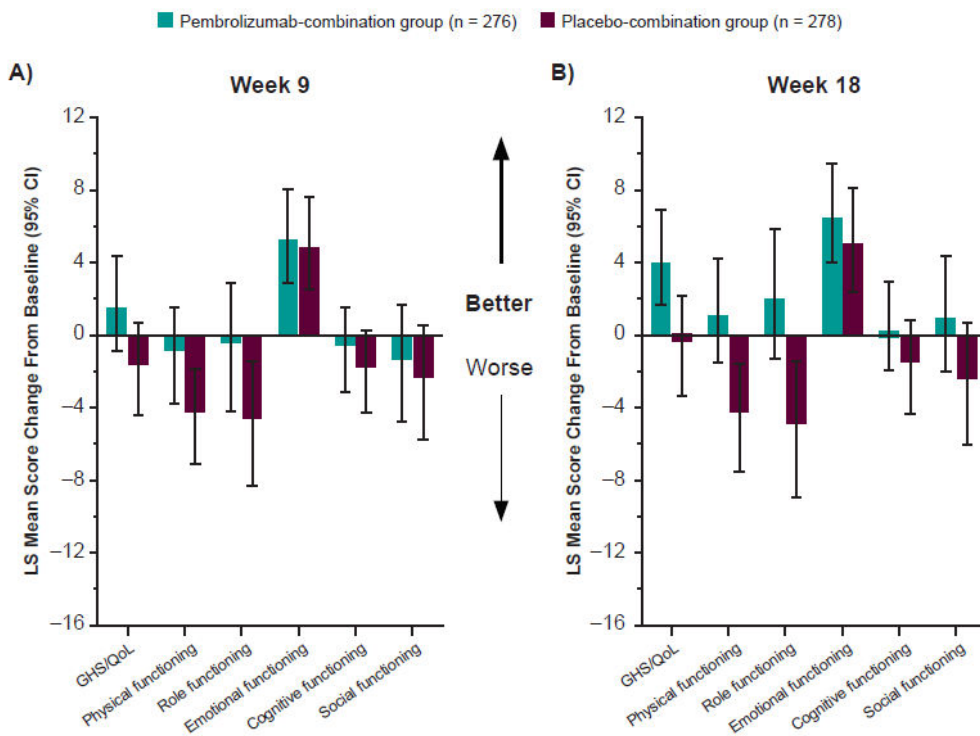 Pembrolizumab-combination group (n = 276) Placebo-combination group (n = 278)
A)
Week 9
LS Mean Score Change From Baseline (95% CI)
12
8
4
0
–4
–8
–12
–16
GHS/QoL
Physical functioning
Role functioning
Emotional functioning
Cognitive functioning
Social functioning
Better
Worse
B)
Week 18
LS Mean Score Change From Baseline (95% CI)
12
8
4
0
–4
–8
–12
–16
GHS/QoL
Physical functioning
Role functioning
Emotional functioning
Cognitive functioning
Social functioning